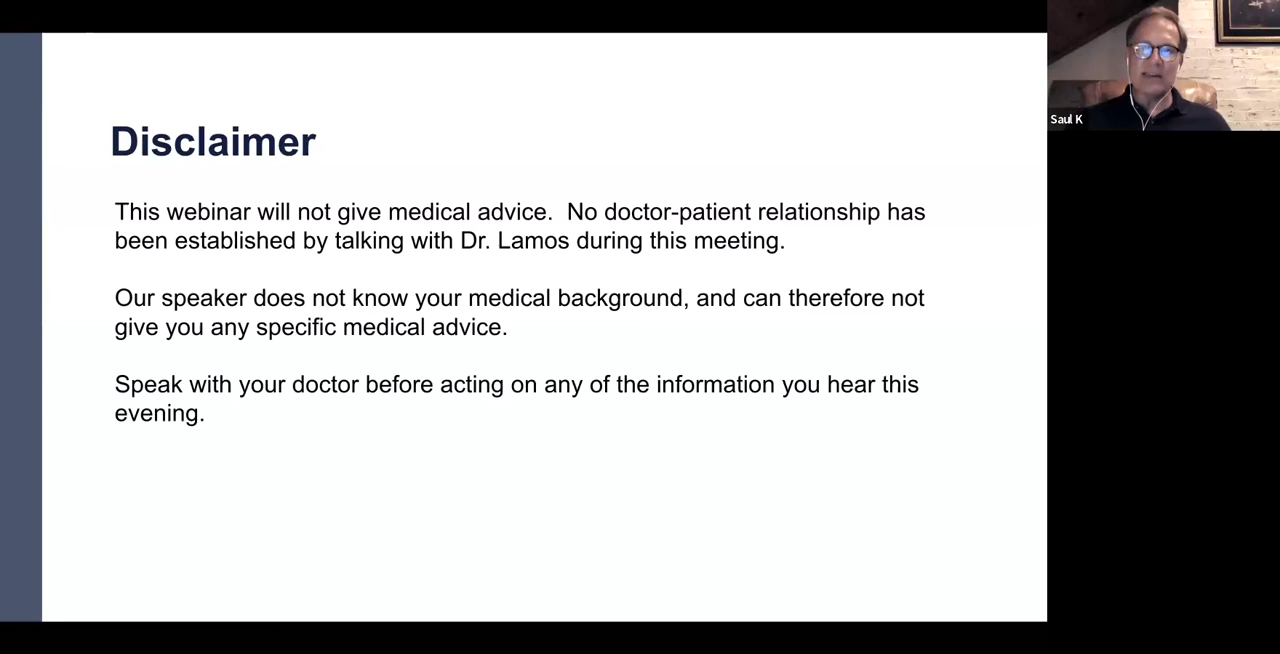 Disclaimer
This webinar will not give medical advice.  No doctor-patient relationship has
been established by talking with Dr. Lamos during this meeting.
Our speaker does not know your medical background, and can therefore not
give you any specific medical advice.
Speak with your doctor before acting on any of the information you hear this
evening.
Saul K